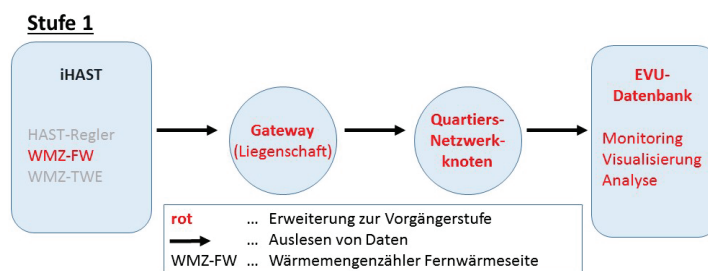 Stufe 1
iHAST
HAST-Regler
WMZ-FW
WMZ-TWE
Gateway
(Liegenschaft)
Quartiers-
Netzwerk-
knoten
EVU-
Datenbank
Monitoring
Visualisierung
Analyse
rot ... Erweiterung zur Vorgängerstufe
... Auslesen von Daten
WMZ-FW ... Wärmemengenzähler Fernwärmeseite